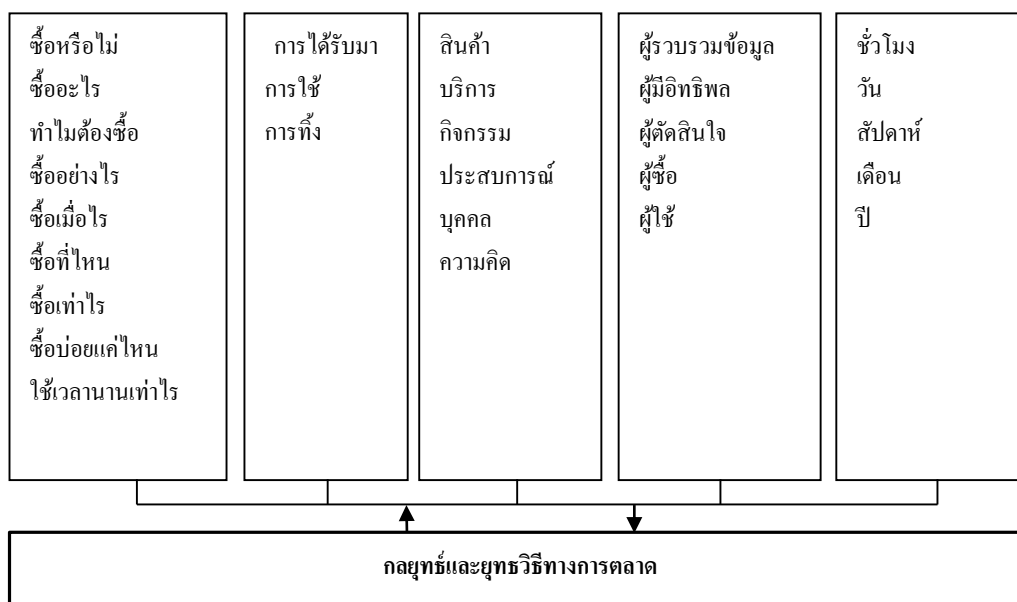 ซื้อหรือไม่
ซื้ออะไร
ทำไมต้องซื้อ
ซื้ออย่างไร
ซื้อเมื่อไร
ซื้อที่ไหน
ซื้อเท่าไร
ซื้อบ่อยแค่ไหน
ใช้เวลานานเท่าไร
การได้รับมา
การใช้
การทิ้ง
สินค้า
บริการ
กิจกรรม
ประสบการณ์
บุคคล
ความคิด
ผู้รวบรวมข้อมูล
ผู้มีอิทธิพล
ผู้ตัดสินใจ
ผู้ซื้อ
ผู้ใช้
ชั่วโมง
วัน
สัปดาห์
เดือน
ปี
กลยุทธ์และยุทธวิธีทางการตลาด